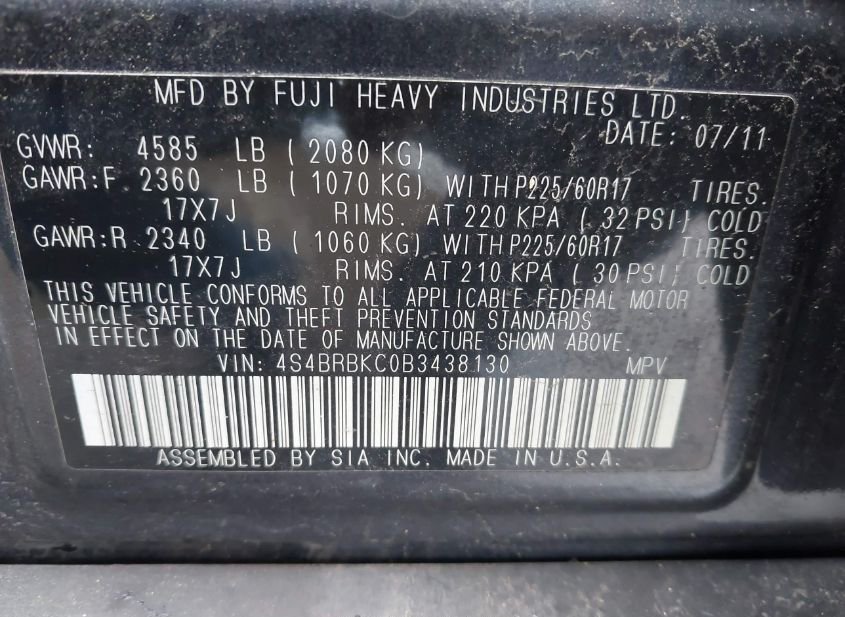 MFD BY FUJI HEAVY INDUSTRIES LTD.
DATE: 07/11
GVWR: 4585 LB ( 2080 KG)
GAWR:F. 2360 LB ( 1070 KG) WITH P225/60R17 TIRES.
17X7J RIMS. AT 220 KPA ( 32 PSI) COLD
GAWR:R 2340 LB ( 1060 KG) WITH P225/60R17 TIRES.
17X7J RIMS. AT 210 KPA ( 30 PSI) COLD
THIS VEHICLE CONFORMS TO ALL APPLICABLE FEDERAL MOTOR
VEHICLE SAFETY AND THEFT PREVENTION STANDARDS
IN EFFECT ON THE DATE OF MANUFACTURE SHOWN ABOVE.
VIN: 4S4BRBKC0B3438130 MPV
ASSEMBLED BY SIA INC. MADE IN U.S.A.